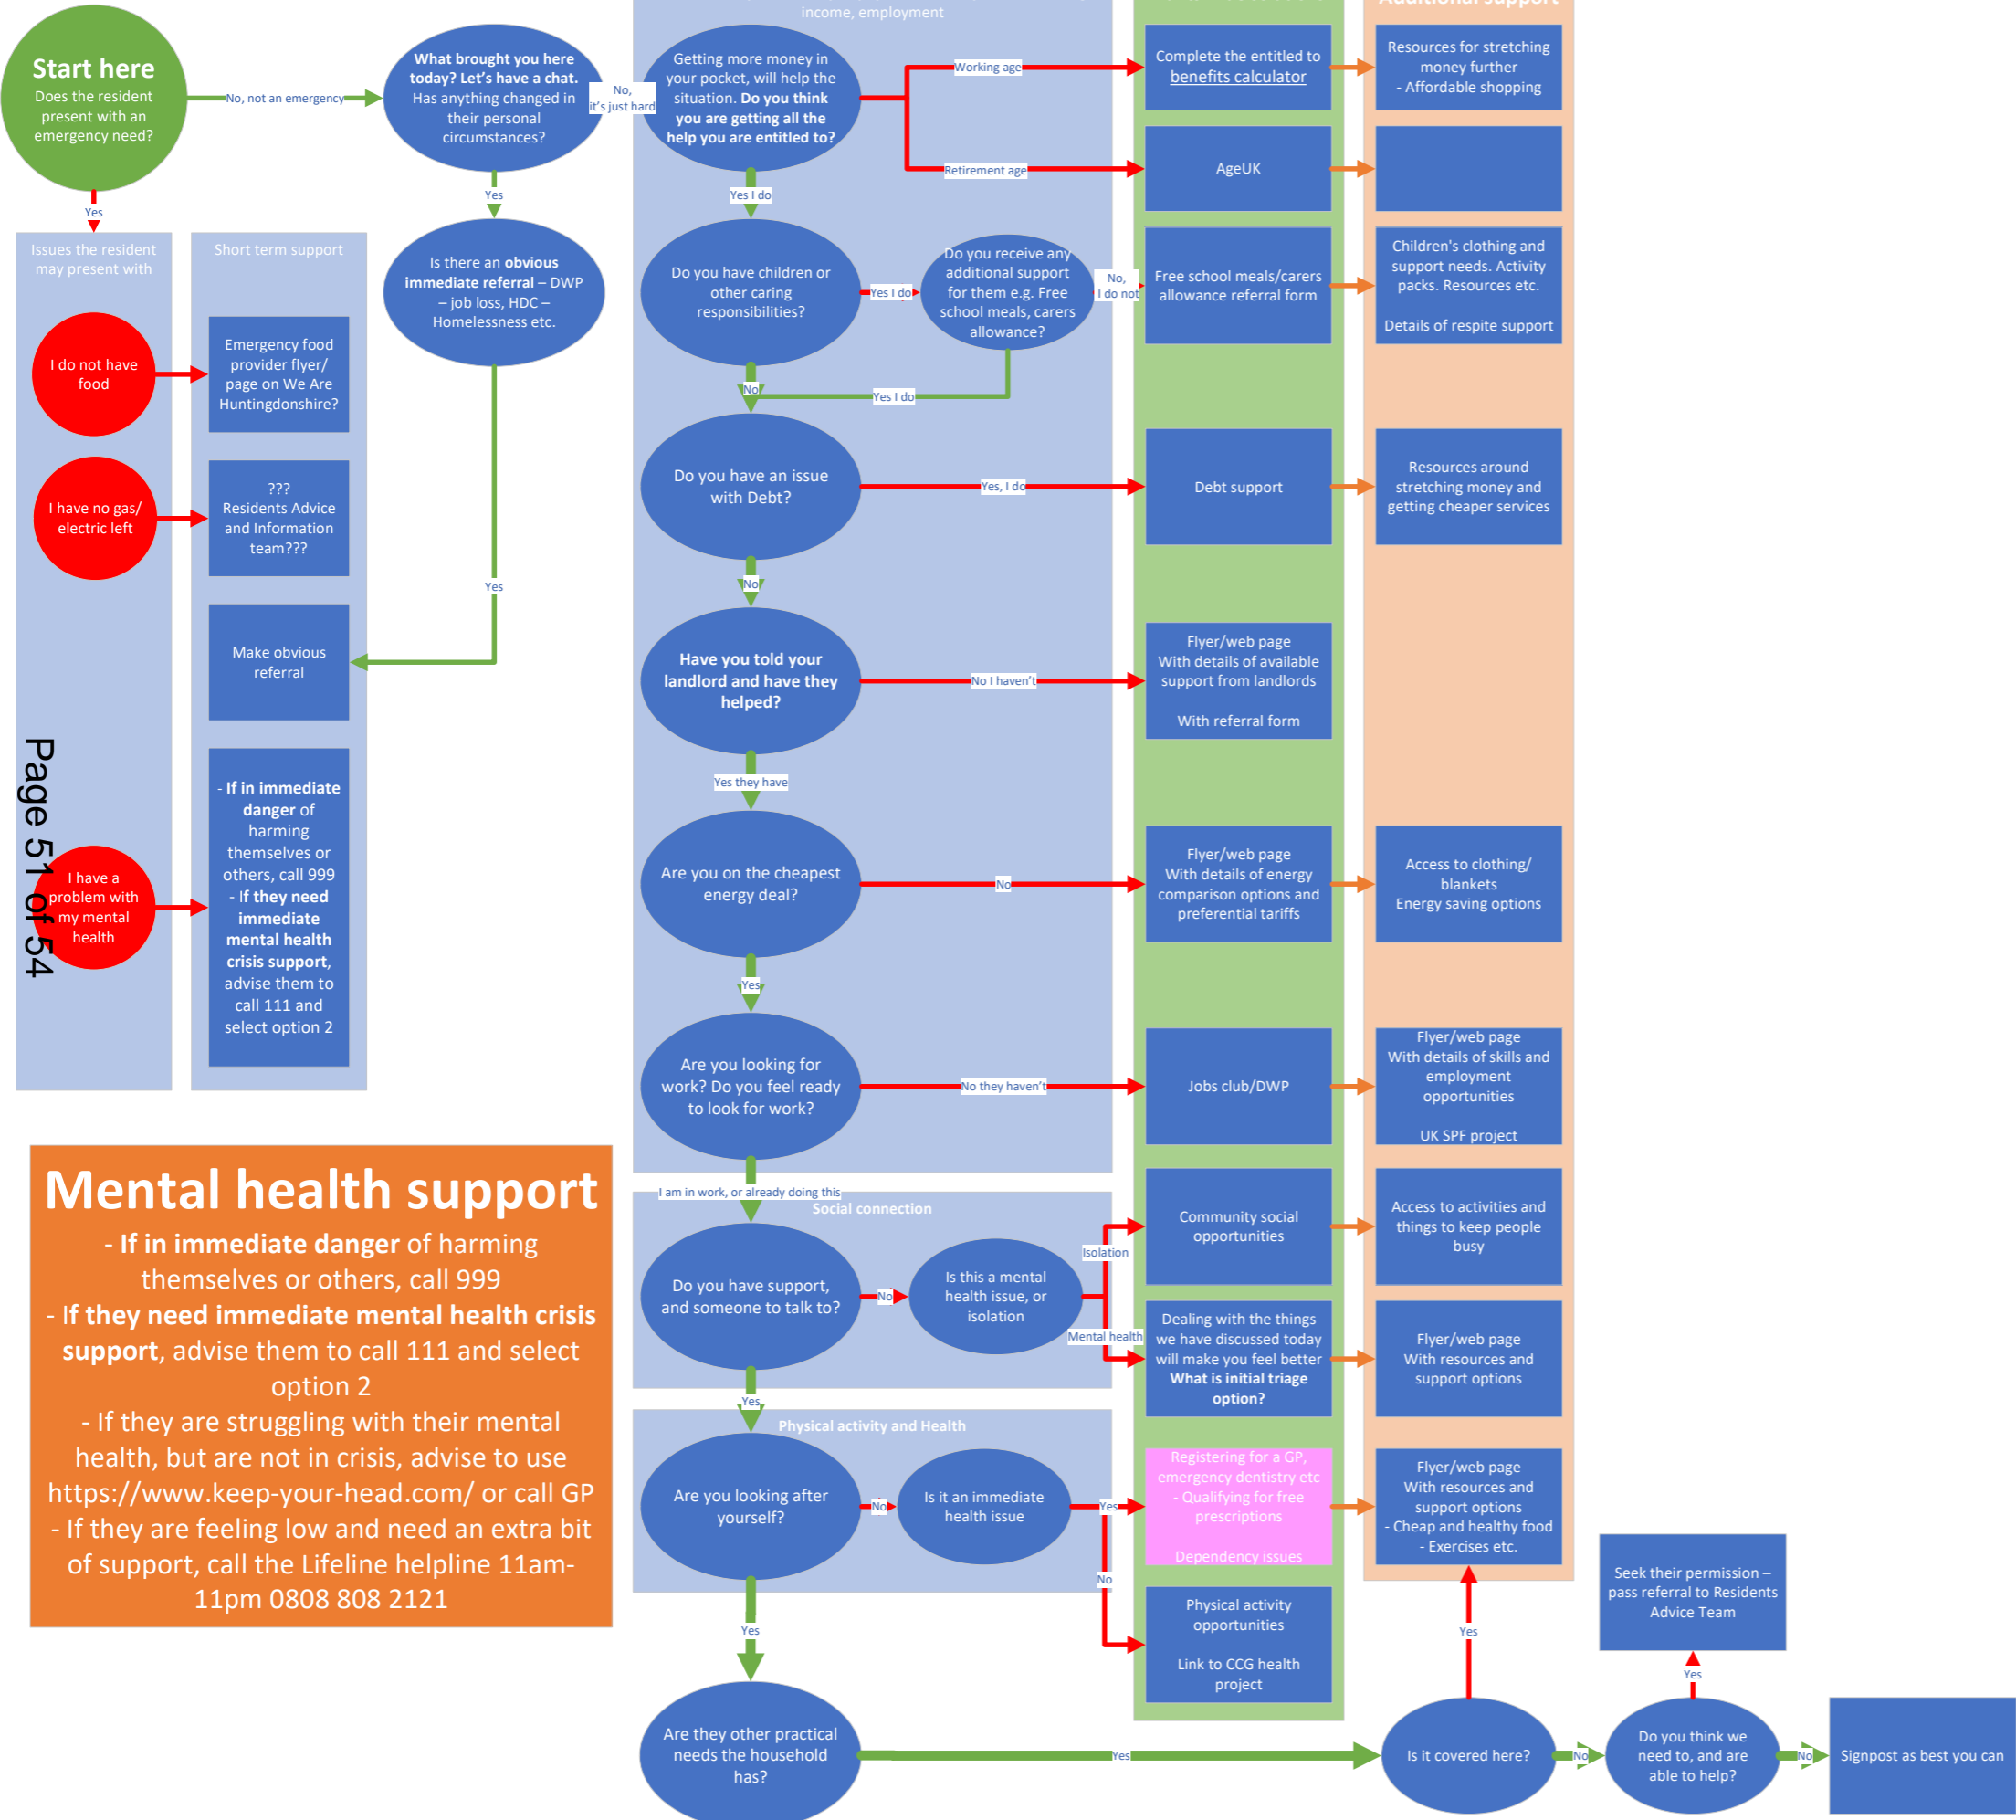 income, employment
Additional support
Start here
Does the resident
present with an
emergency need?
No, not an emergency
What brought you here
today? Let's have a chat.
Has anything changed in
their personal
circumstances?
No,
it's just hard
Getting more money in
your pocket, will help the
situation. Do you think
you are getting all the
help you are entitled to?
Working age
Complete the entitled to
benefits calculator
Resources for stretching
money further
- Affordable shopping
Retirement age
AgeUK
Yes
Yes
Yes I do
Issues the resident
may present with
Short term support
Is there an obvious
immediate referral – DWP
– job loss, HDC –
Homelessness etc.
Do you have children or
other caring
responsibilities?
Yes I do
Do you receive any
additional support
for them e.g. Free
school meals, carers
allowance?
No,
I do not
Free school meals/carers
allowance referral form
Children's clothing and
support needs. Activity
packs. Resources etc.
Details of respite support
I do not have
food
Emergency food
provider flyer/
page on We Are
Huntingdonshire?
No
Yes I do
I have no gas/
electric left
???
Residents Advice
and Information
team???
Do you have an issue
with Debt?
Yes, I do
Debt support
Resources around
stretching money and
getting cheaper services
Yes
No
Make obvious
referral
Have you told your
landlord and have they
helped?
No I haven't
Flyer/web page
With details of available
support from landlords
With referral form
Yes they have
Page 51 of 54
I have a
problem with
my mental
health
- If in immediate
danger of
harming
themselves or
others, call 999
- If they need
immediate
mental health
crisis support,
advise them to
call 111 and
select option 2
Are you on the cheapest
energy deal?
No
Flyer/web page
With details of energy
comparison options and
preferential tariffs
Access to clothing/
blankets
Energy saving options
Yes
Are you looking for
work? Do you feel ready
to look for work?
No they haven't
Jobs club/DWP
Flyer/web page
With details of skills and
employment
opportunities
UK SPF project
Mental health support
- If in immediate danger of harming
themselves or others, call 999
- If they need immediate mental health crisis
support, advise them to call 111 and select
option 2
- If they are struggling with their mental
health, but are not in crisis, advise to use
https://www.keep-your-head.com/ or call GP
- If they are feeling low and need an extra bit
of support, call the Lifeline helpline 11am-
11pm 0808 808 2121
I am in work, or already doing this
Social connection
Do you have support,
and someone to talk to?
No
Is this a mental
health issue, or
isolation
Isolation
Community social
opportunities
Access to activities and
things to keep people
busy
Mental health
Dealing with the things
we have discussed today
will make you feel better
What is initial triage
option?
Flyer/web page
With resources and
support options
Yes
Physical activity and Health
Are you looking after
yourself?
No
Is it an immediate
health issue
Yes
Registering for a GP,
emergency dentistry etc
- Qualifying for free
prescriptions
Dependency issues
Flyer/web page
With resources and
support options
- Cheap and healthy food
- Exercises etc.
No
Physical activity
opportunities
Link to CCG health
project
Yes
Yes
Seek their permission –
pass referral to Residents
Advice Team
Yes
Are they other practical
needs the household
has?
Yes
Is it covered here?
No
Do you think we
need to, and are
able to help?
No
Signpost as best you can